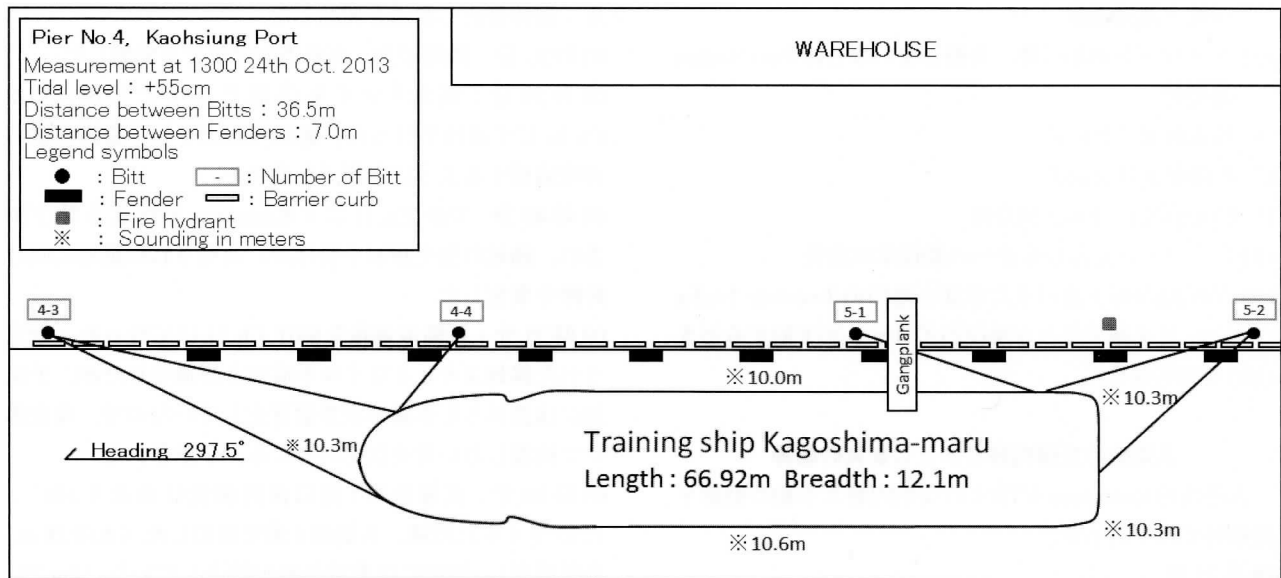 Pier No.4, Kaohsiung Port
Measurement at 1300 24th Oct. 2013
Tidal level : +55cm
Distance between Bitts : 36.5m
Distance between Fenders : 7.0m
Legend symbols
● : Bitt - : Number of Bitt
: Fender : Barrier curb
: Fire hydrant
※ : Sounding in meters
WAREHOUSE
4-3
4-4
5-1
5-2
Gangplank
※10.0m
※10.3m
※10.3m
Heading 297.5°
Training ship Kagoshima-maru
Length : 66.92m Breadth : 12.1m
※10.3m
※10.6m